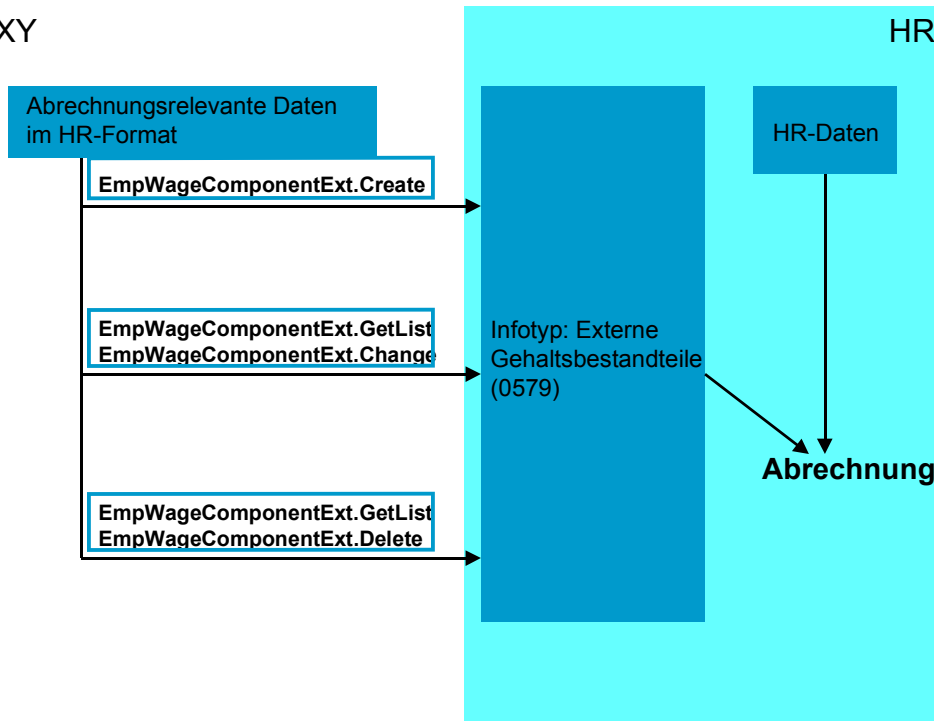 XY
HR
Abrechnungsrelevante Daten
im HR-Format
HR-Daten
EmpWageComponentExt.Create
EmpWageComponentExt.GetList
EmpWageComponentExt.Change
Infotyp: Externe
Gehaltsbestandteile
(0579)
Abrechnung
EmpWageComponentExt.GetList
EmpWageComponentExt.Delete